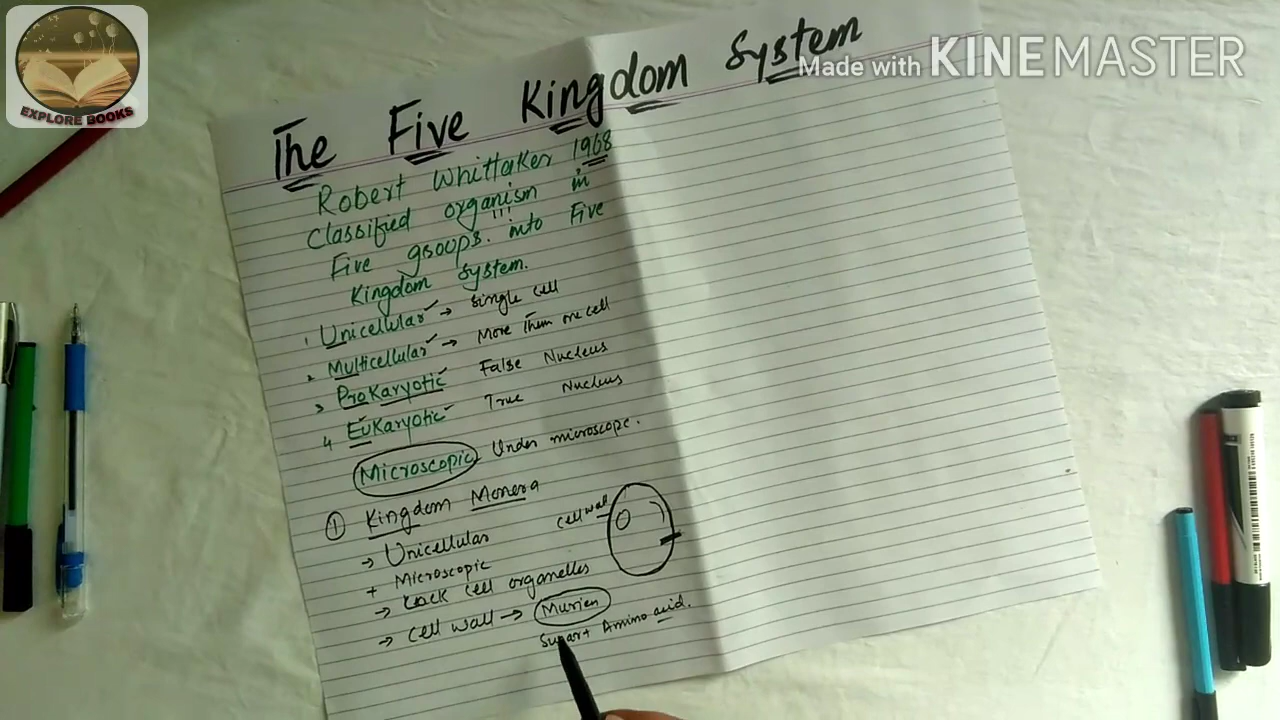 EXPLORE BOOKS
Made with KINEMASTER
The Five Kingdom System
Robert Whittaker 1968
classified organism in
Five groups. into Five
Kingdom system.
1 Unicellular → single cell
2 Multicellular → More Them one cell
3 Prokaryotic False Nucleus
4 Eukaryotic True Nucleus
Microscopic Under microscope.
1 Kingdom Monera
→ Unicellular
cell wall
+ Microscopic
→ Lack cell organelles
→ cell wall → Murien
Sugar+ Amino acid.